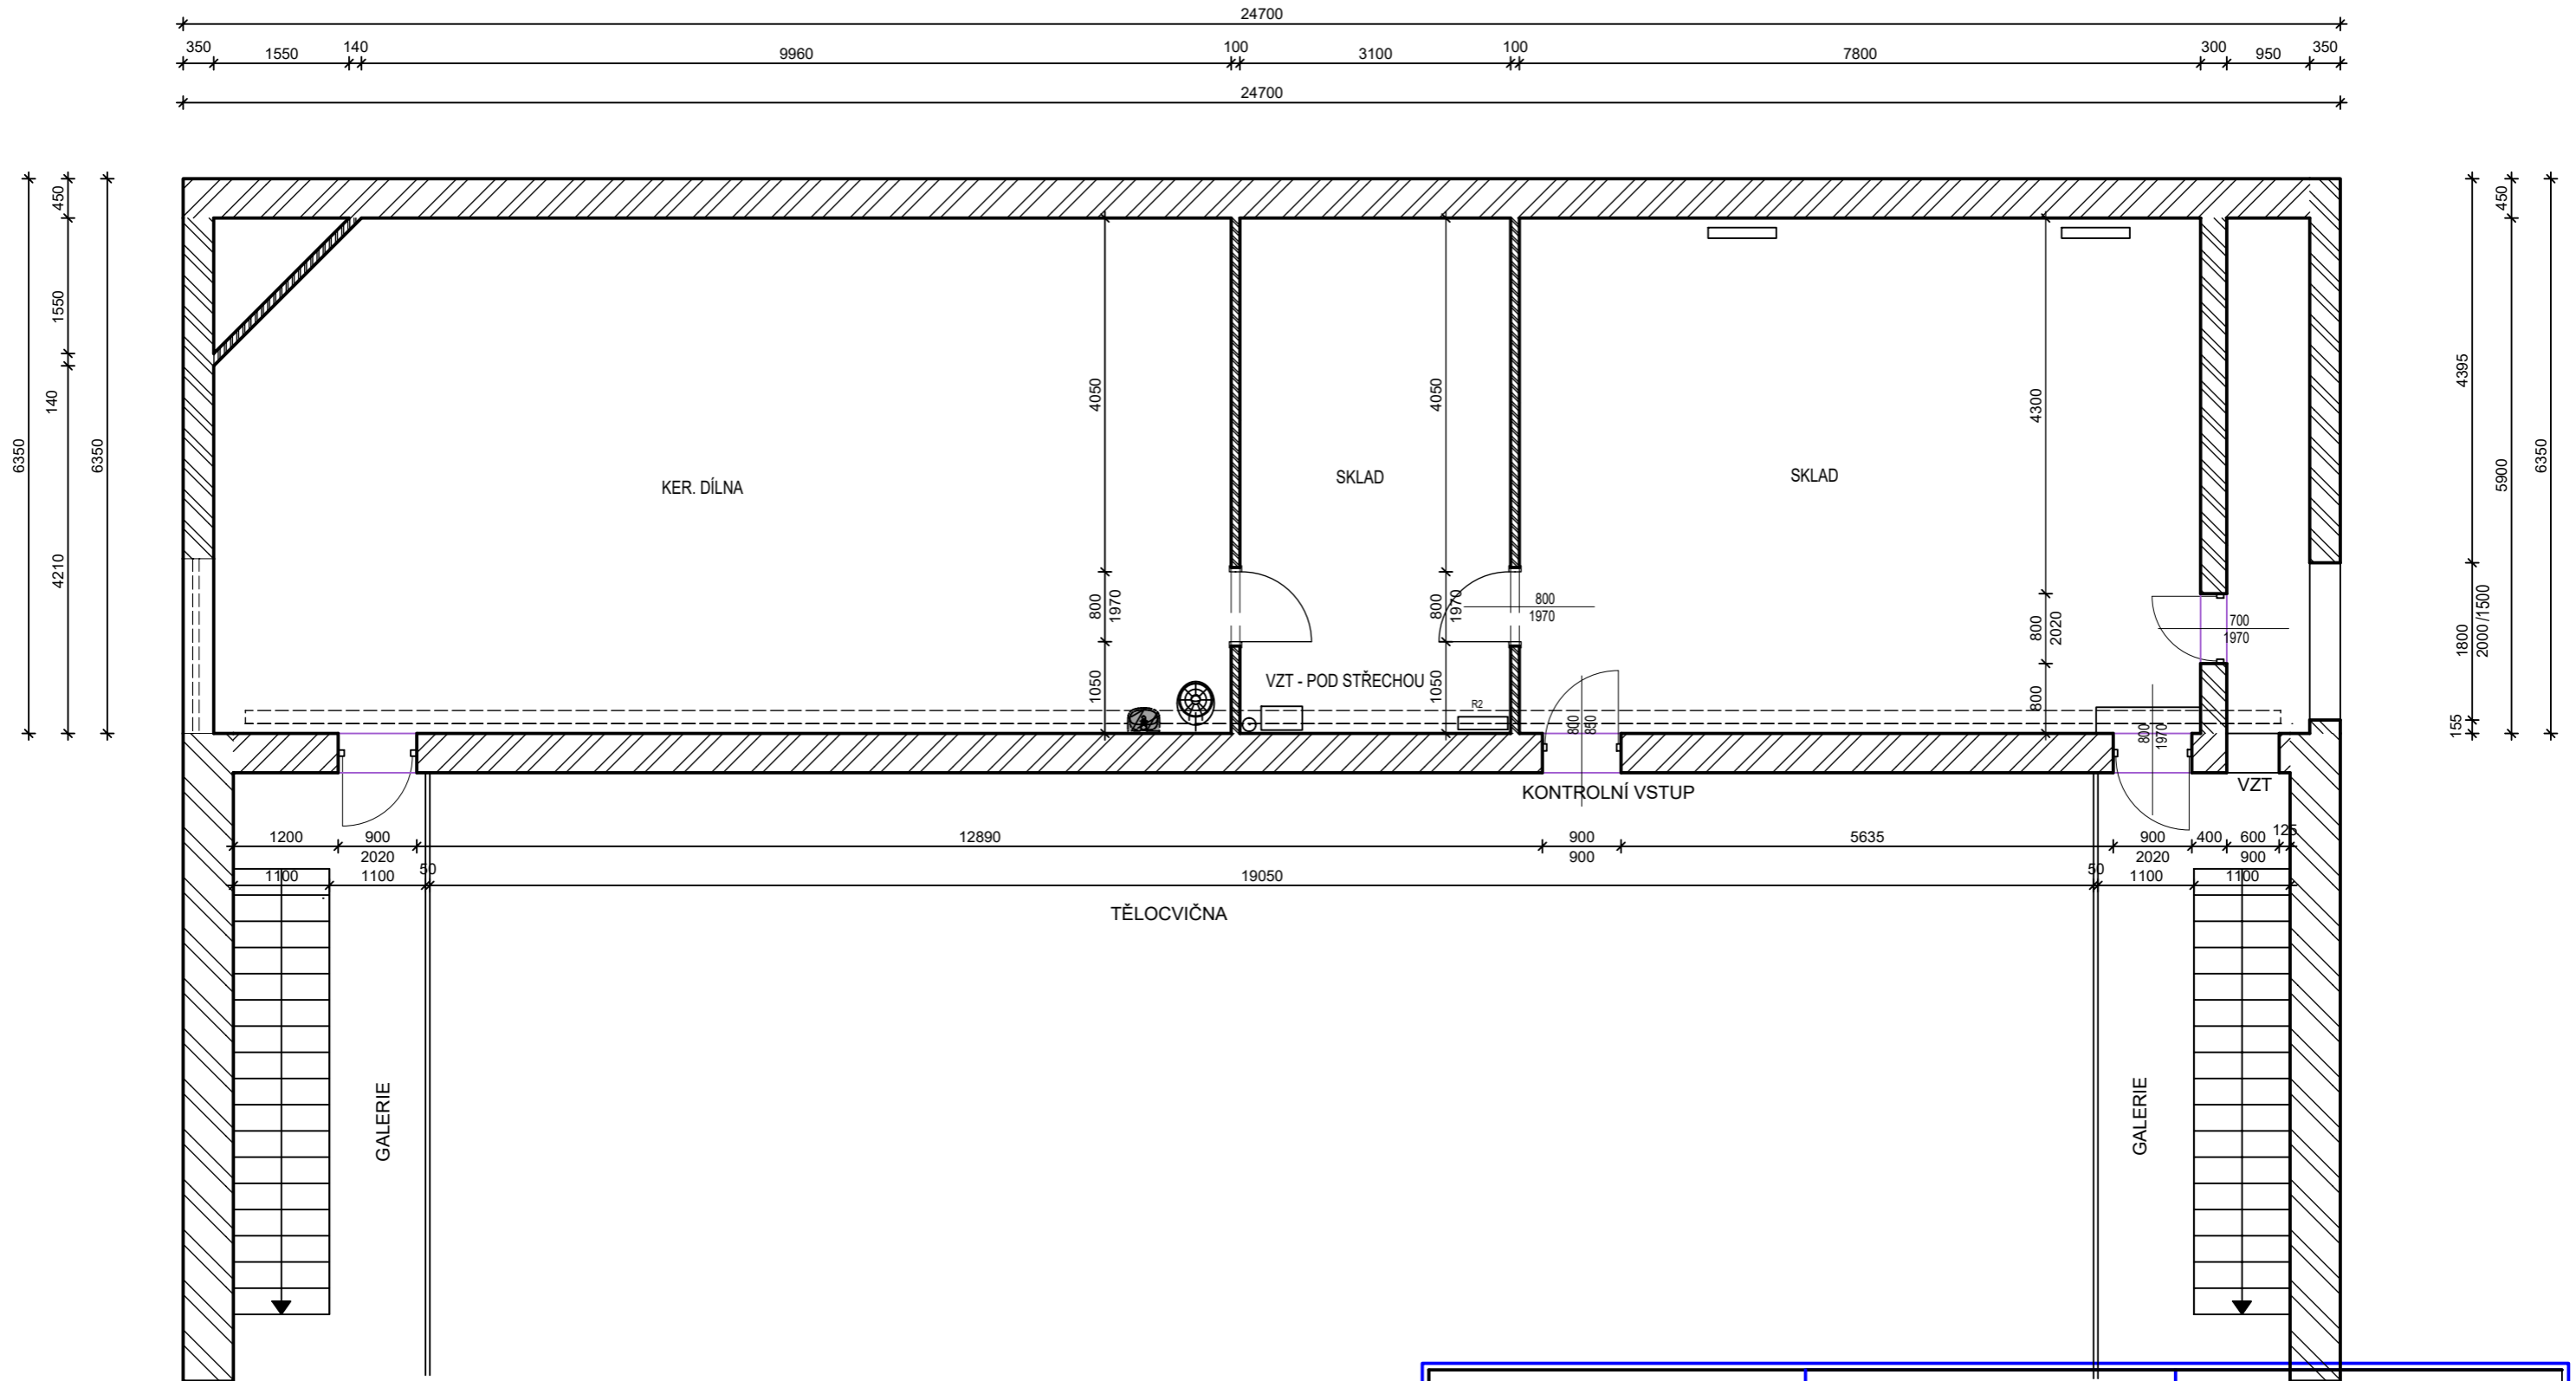 24700
350 1550 140 9960 100 3100 100 7800 300 950 350
24700
6350
450 1550 140 4210
6350
4395 1800 2000/1500 155
450 5900
6350
4050 800 1970 1050
4050 800 1970 1050
4300 800 2020 800
KER. DÍLNA
SKLAD
SKLAD
800
1970
700
1970
VZT - POD STŘECHOU
R2
800
850
800
1970
KONTROLNÍ VSTUP
VZT
1200 900 12890 900 5635 900 400 600 125
2020 900 2020 900
1100 1100 50 19050 50 1100 1100
TĚLOCVIČNA
GALERIE
GALERIE